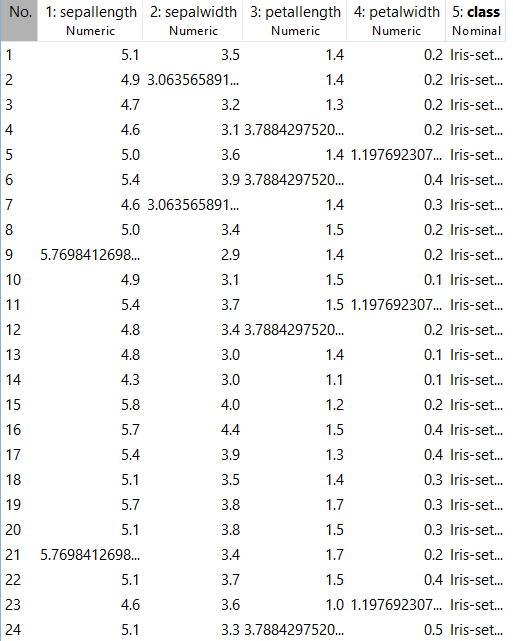 No. 1: sepallength 2: sepalwidth 3: petallength 4: petalwidth 5: class
Numeric Numeric Numeric Numeric Nominal
1 5.1 3.5 1.4 0.2 Iris-set...
2 4.9 3.063565891... 1.4 0.2 Iris-set...
3 4.7 3.2 1.3 0.2 Iris-set...
4 4.6 3.1 3.7884297520... 0.2 Iris-set...
5 5.0 3.6 1.4 1.197692307... Iris-set...
6 5.4 3.9 3.7884297520... 0.4 Iris-set...
7 4.6 3.063565891... 1.4 0.3 Iris-set...
8 5.0 3.4 1.5 0.2 Iris-set...
9 5.7698412698... 2.9 1.4 0.2 Iris-set...
10 4.9 3.1 1.5 0.1 Iris-set...
11 5.4 3.7 1.5 1.197692307... Iris-set...
12 4.8 3.4 3.7884297520... 0.2 Iris-set...
13 4.8 3.0 1.4 0.1 Iris-set...
14 4.3 3.0 1.1 0.1 Iris-set...
15 5.8 4.0 1.2 0.2 Iris-set...
16 5.7 4.4 1.5 0.4 Iris-set...
17 5.4 3.9 1.3 0.4 Iris-set...
18 5.1 3.5 1.4 0.3 Iris-set...
19 5.7 3.8 1.7 0.3 Iris-set...
20 5.1 3.8 1.5 0.3 Iris-set...
21 5.7698412698... 3.4 1.7 0.2 Iris-set...
22 5.1 3.7 1.5 0.4 Iris-set...
23 4.6 3.6 1.0 1.197692307... Iris-set...
24 5.1 3.3 3.7884297520... 0.5 Iris-set...